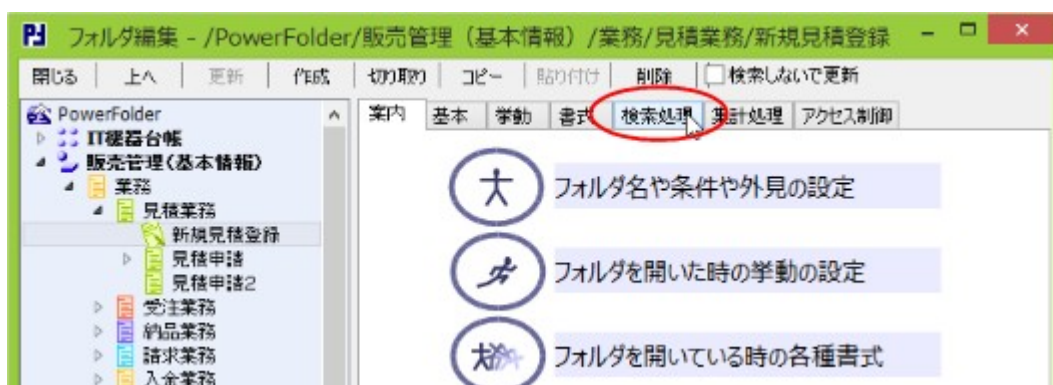 フォルダ編集 - /PowerFolder/販売管理（基本情報）/業務/見積業務/新規見積登録
閉じる 上へ 更新 作成 切り取り コピー 貼り付け 削除 検索しないで更新
PowerFolder
IT機器台帳
販売管理(基本情報)
業務
見積業務
新規見積登録
見積申請
見積申請2
受注業務
納品業務
請求業務
入金業務
案内 基本 挙動 書式 検索処理 集計処理 アクセス制御
フォルダ名や条件や外見の設定
フォルダを開いた時の挙動の設定
フォルダを開いている時の各種書式